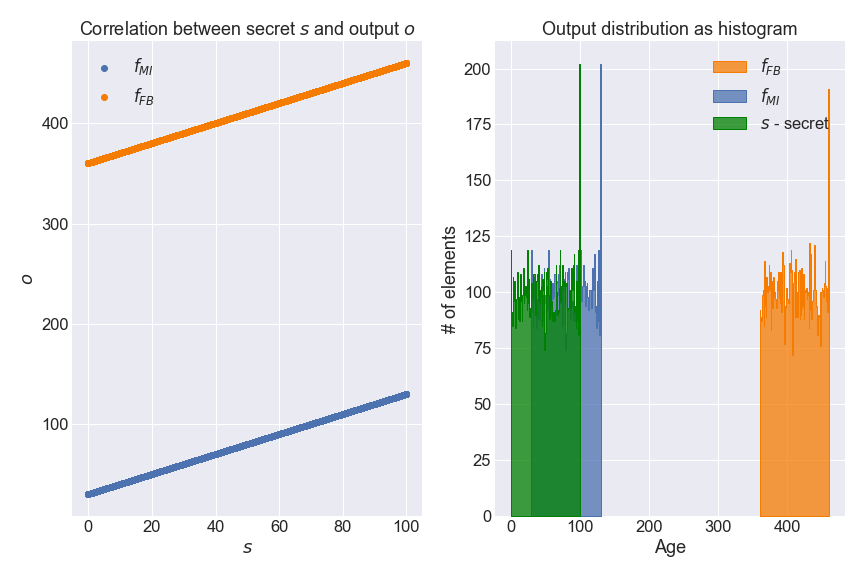 Correlation between secret s and output o
f_MI
f_FB
400
300
200
100
o
0 20 40 60 80 100
s
Output distribution as histogram
f_FB
f_MI
s - secret
200
175
150
125
100
75
50
25
0
# of elements
0 100 200 300 400
Age